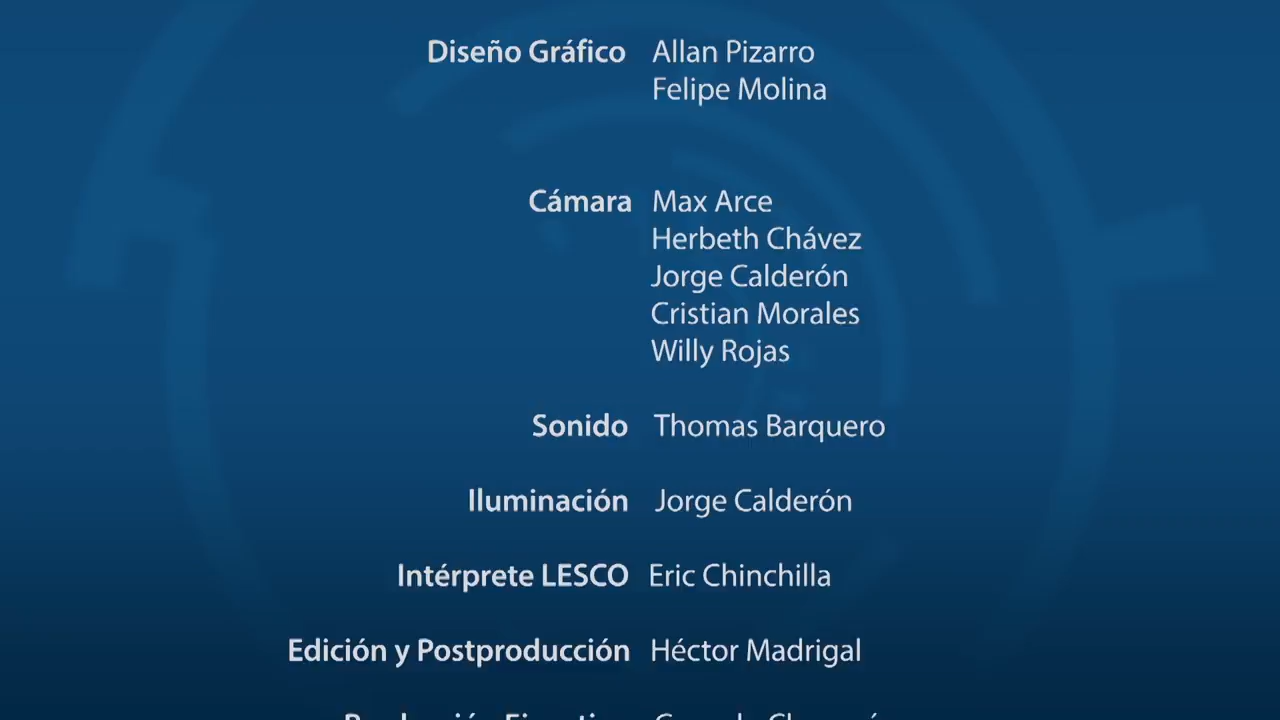 Diseño Gráfico Allan Pizarro
Felipe Molina
Cámara Max Arce
Herbeth Chávez
Jorge Calderón
Cristian Morales
Willy Rojas
Sonido Thomas Barquero
Iluminación Jorge Calderón
Intérprete LESCO Eric Chinchilla
Edición y Postproducción Héctor Madrigal